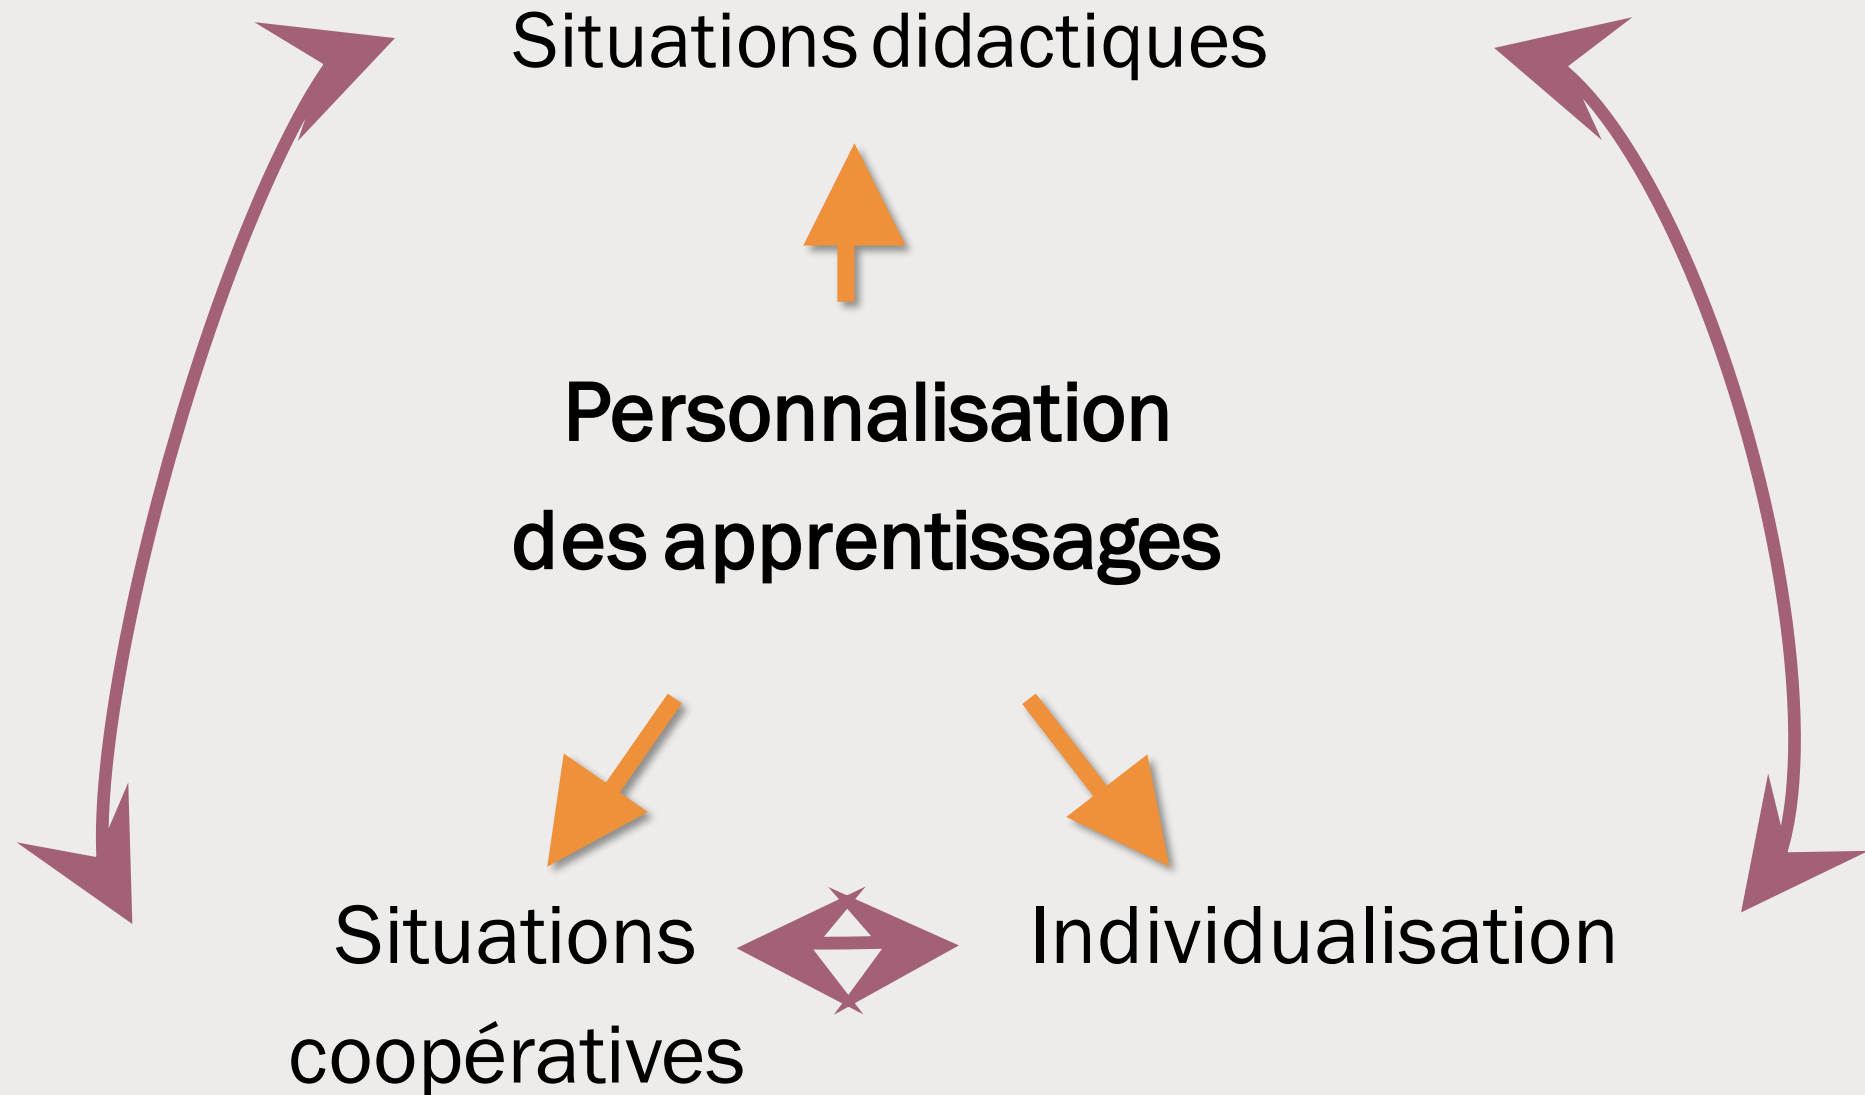 Situations didactiques
Personnalisation
des apprentissages
Situations
Individualisation
coopératives